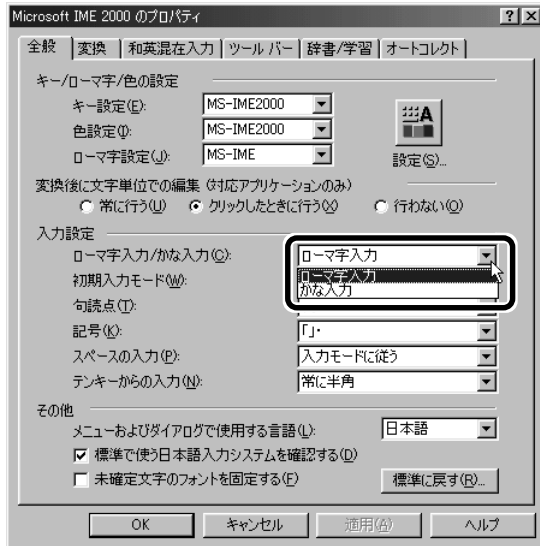 Microsoft IME 2000 のプロパティ
全般 変換 和英混在入力 ツール バー 辞書/学習 オートコレクト
キー/ローマ字/色の設定
キー設定(E): MS-IME2000
色設定(I): MS-IME2000
ローマ字設定(J): MS-IME
設定(S)...
変換後に文字単位での編集 (対応アプリケーションのみ)
常に行う(U) クリックしたときに行う(X) 行わない(O)
入力設定
ローマ字入力/かな入力(C): ローマ字入力
ローマ字入力
初期入力モード(W):
かな入力
句読点(T):
記号(K): 「」・
スペースの入力(P): 入力モードに従う
テンキーからの入力(N): 常に半角
その他
メニューおよびダイアログで使用する言語(L): 日本語
標準で使う日本語入力システムを確認する(D)
未確定文字のフォントを固定する(F) 標準に戻す(R)...
OK キャンセル 適用(A) ヘルプ